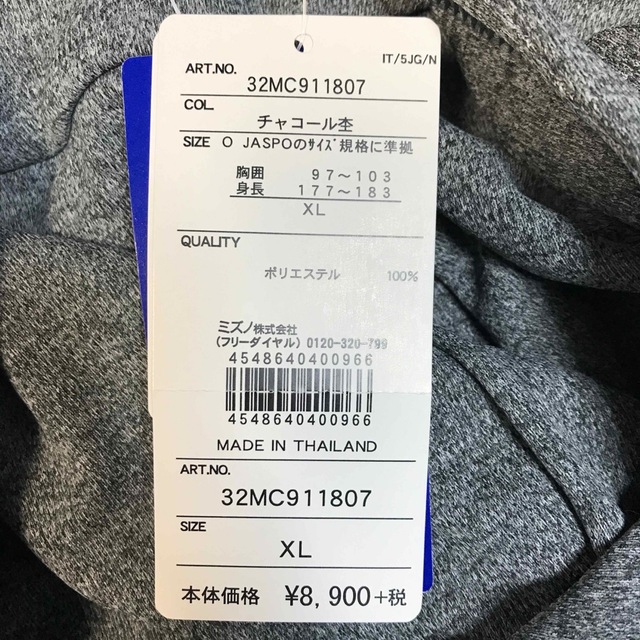 IT/5JG/N
ART.NO. 32MC911807
COL. チャコール杢
SIZE O JASPOのサイズ規格に準拠
胸囲 97〜103
身長 177〜183
XL
QUALITY
ポリエステル 100%
ミズノ株式会社
(フリーダイヤル) 0120-320-799
4548640400966
4548640400966
MADE IN THAILAND
ART.NO.
32MC911807
SIZE
XL
本体価格 ¥8,900+税